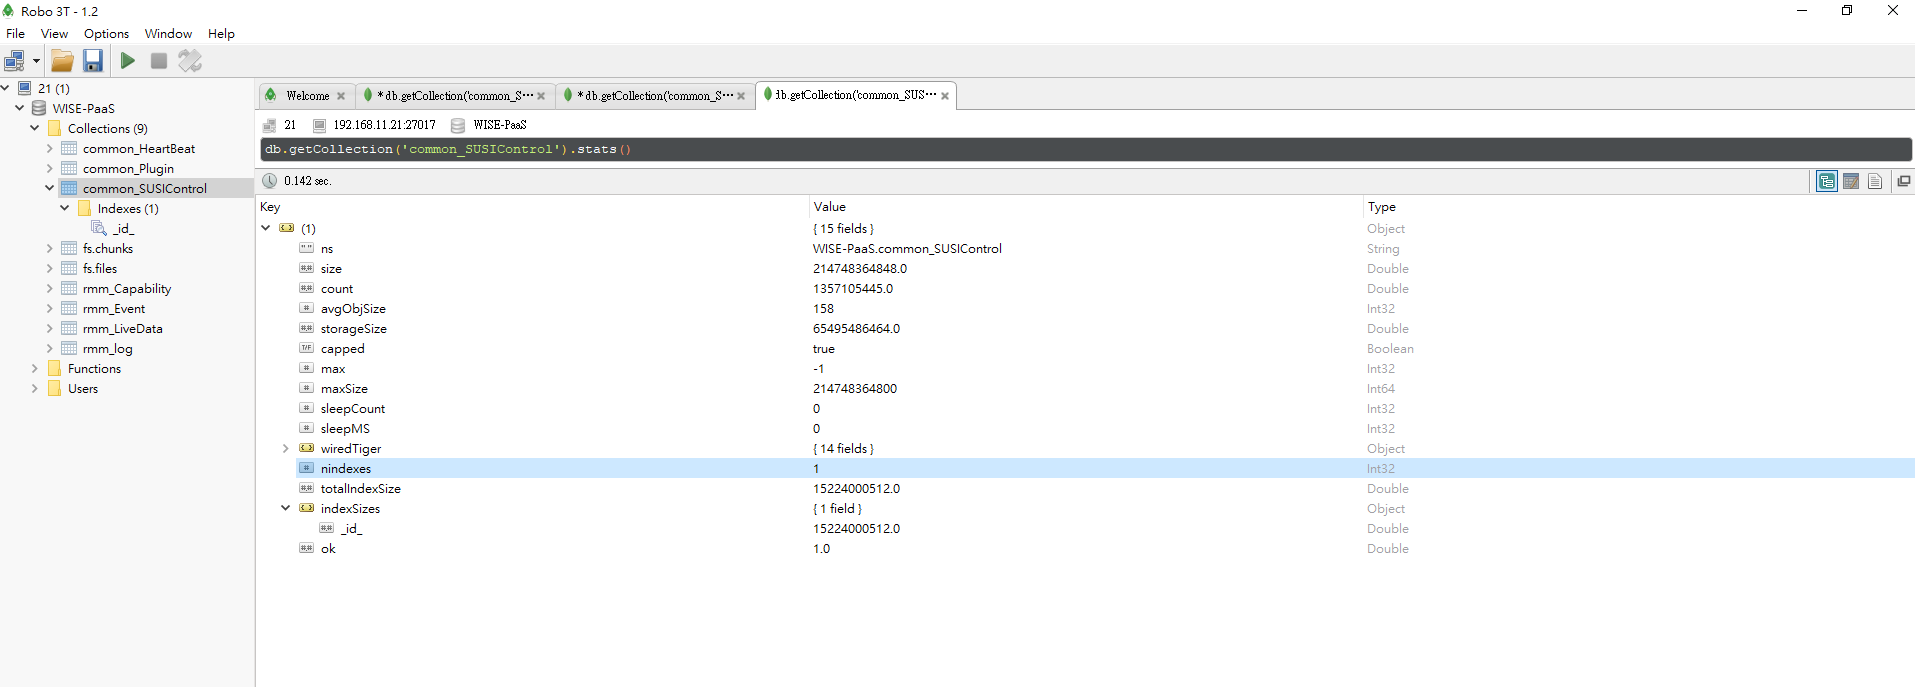 Robo 3T - 1.2
File View Options Window Help
21 (1)
WISE-PaaS
Collections (9)
common_HeartBeat
common_Plugin
common_SUSIControl
Indexes (1)
_id_
fs.chunks
fs.files
rmm_Capability
rmm_Event
rmm_LiveData
rmm_log
Functions
Users
Welcome * db.getCollection('common_S··· * db.getCollection('common_S··· db.getCollection('common_SUS···
21 192.168.11.21:27017 WISE-PaaS
db.getCollection('common_SUSIControl').stats()
0.142 sec.
Key Value Type
(1) { 15 fields } Object
ns WISE-PaaS.common_SUSIControl String
size 214748364848.0 Double
count 1357105445.0 Double
avgObjSize 158 Int32
storageSize 65495486464.0 Double
capped true Boolean
max -1 Int32
maxSize 214748364800 Int64
sleepCount 0 Int32
sleepMS 0 Int32
wiredTiger { 14 fields } Object
nindexes 1 Int32
totalIndexSize 15224000512.0 Double
indexSizes { 1 field } Object
_id_ 15224000512.0 Double
ok 1.0 Double